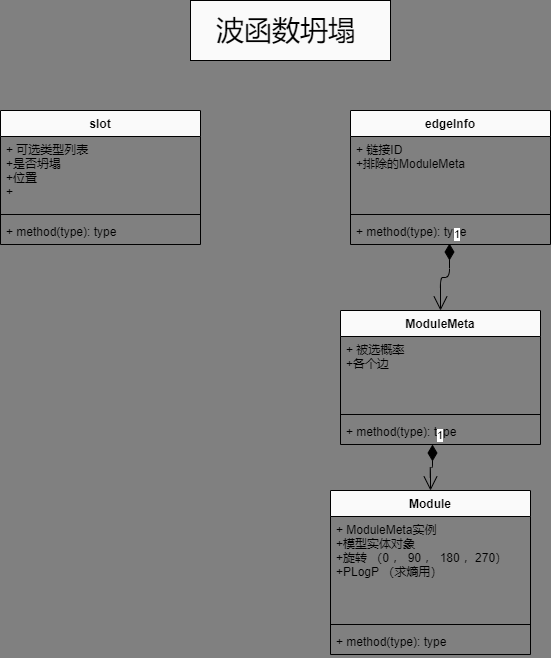 波函数坍塌
slot
+ 可选类型列表
+是否坍塌
+位置
+
+ method(type): type
edgeInfo
+ 链接ID
+排除的ModuleMeta
+ method(type): type
1
ModuleMeta
+ 被选概率
+各个边
+ method(type): type
1
Module
+ ModuleMeta实例
+模型实体对象
+旋转 （0 ， 90 ， 180 ，270）
+PLogP （求熵用）
+ method(type): type